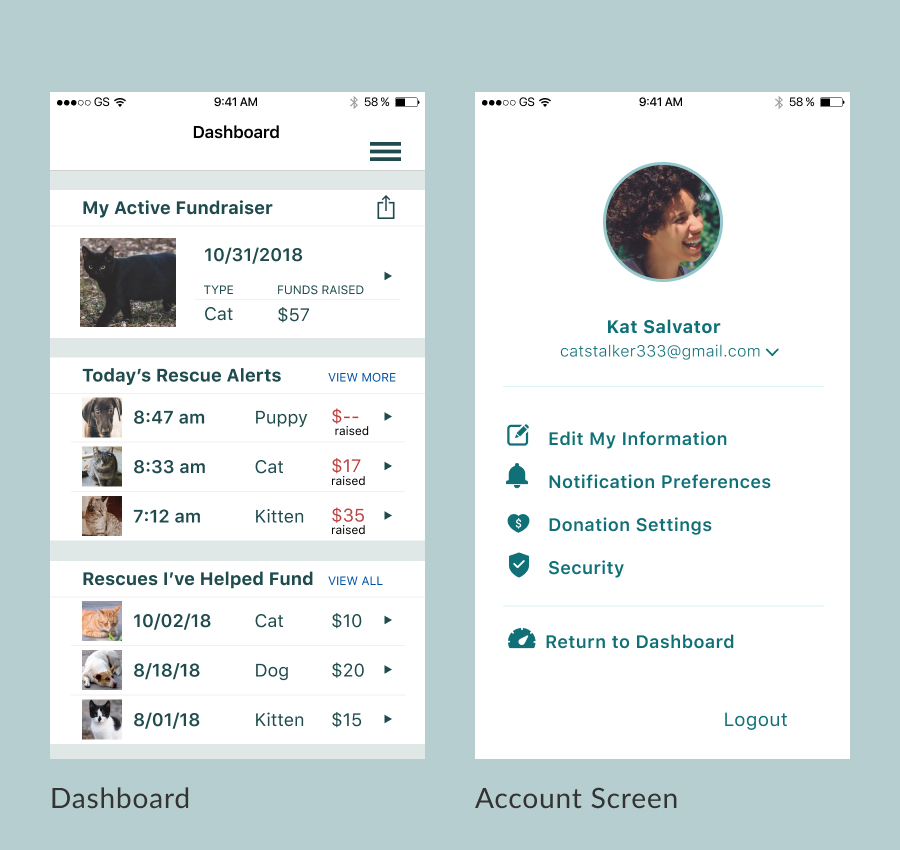 GS 9:41 AM 58 %
Dashboard
My Active Fundraiser
10/31/2018
TYPE FUNDS RAISED
Cat $57
Today’s Rescue Alerts VIEW MORE
8:47 am Puppy $-- raised
8:33 am Cat $17 raised
7:12 am Kitten $35 raised
Rescues I’ve Helped Fund VIEW ALL
10/02/18 Cat $10
8/18/18 Dog $20
8/01/18 Kitten $15
Dashboard
GS 9:41 AM 58 %
Kat Salvator
catstalker333@gmail.com
Edit My Information
Notification Preferences
$ Donation Settings
Security
Return to Dashboard
Logout
Account Screen